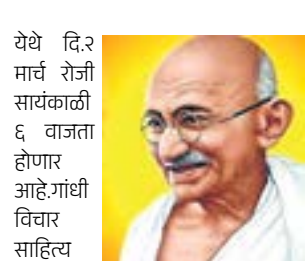 येथे दि.२
मार्च रोजी
सायंकाळी
६ वाजता
होणार
आहे.गांधी
विचार
साहित्य